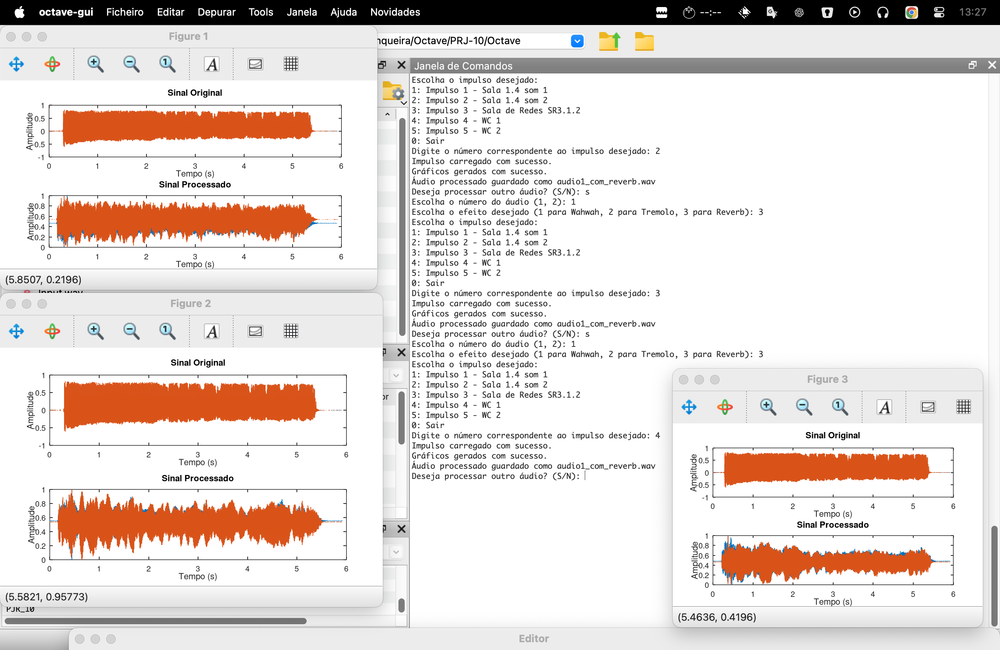 octave-gui Ficheiro Editar Depurar Tools Janela Ajuda Novidades --:-- 13:27
Figure 1
Sinal Original
1
0.5
0
-0.5
-1
Amplitude
0 1 2 3 4 5 6
Tempo (s)
Sinal Processado
1
0.8
0.6
0.4
0.2
0
Amplitude
0 1 2 3 4 5 6
Tempo (s)
(5.8507, 0.2196)
Figure 2
Sinal Original
1
0.5
0
-0.5
-1
Amplitude
0 1 2 3 4 5 6
Tempo (s)
Sinal Processado
1
0.8
0.6
0.4
0.2
0
Amplitude
0 1 2 3 4 5 6
Tempo (s)
(5.5821, 0.95773)
PJR_10
nqueira/Octave/PRJ-10/Octave
or
Janela de Comandos
Escolha o impulso desejado:
1: Impulso 1 - Sala 1.4 som 1
2: Impulso 2 - Sala 1.4 som 2
3: Impulso 3 - Sala de Redes SR3.1.2
4: Impulso 4 - WC 1
5: Impulso 5 - WC 2
0: Sair
Digite o número correspondente ao impulso desejado: 2
Impulso carregado com sucesso.
Gráficos gerados com sucesso.
Áudio processado guardado como audio1_com_reverb.wav
Deseja processar outro áudio? (S/N): s
Escolha o número do áudio (1, 2): 1
Escolha o efeito desejado (1 para Wahwah, 2 para Tremolo, 3 para Reverb): 3
Escolha o impulso desejado:
1: Impulso 1 - Sala 1.4 som 1
2: Impulso 2 - Sala 1.4 som 2
3: Impulso 3 - Sala de Redes SR3.1.2
4: Impulso 4 - WC 1
5: Impulso 5 - WC 2
0: Sair
Digite o número correspondente ao impulso desejado: 3
Impulso carregado com sucesso.
Gráficos gerados com sucesso.
Áudio processado guardado como audio1_com_reverb.wav
Deseja processar outro áudio? (S/N): s
Escolha o número do áudio (1, 2): 1
Escolha o efeito desejado (1 para Wahwah, 2 para Tremolo, 3 para Reverb): 3
Escolha o impulso desejado:
1: Impulso 1 - Sala 1.4 som 1
2: Impulso 2 - Sala 1.4 som 2
3: Impulso 3 - Sala de Redes SR3.1.2
4: Impulso 4 - WC 1
5: Impulso 5 - WC 2
0: Sair
Digite o número correspondente ao impulso desejado: 4
Impulso carregado com sucesso.
Gráficos gerados com sucesso.
Áudio processado guardado como audio1_com_reverb.wav
Deseja processar outro áudio? (S/N):
Figure 3
Sinal Original
1
0.5
0
-0.5
-1
Amplitude
0 1 2 3 4 5 6
Tempo (s)
Sinal Processado
1
0.8
0.6
0.4
0.2
0
Amplitude
0 1 2 3 4 5 6
Tempo (s)
(5.4636, 0.4196)
Editor